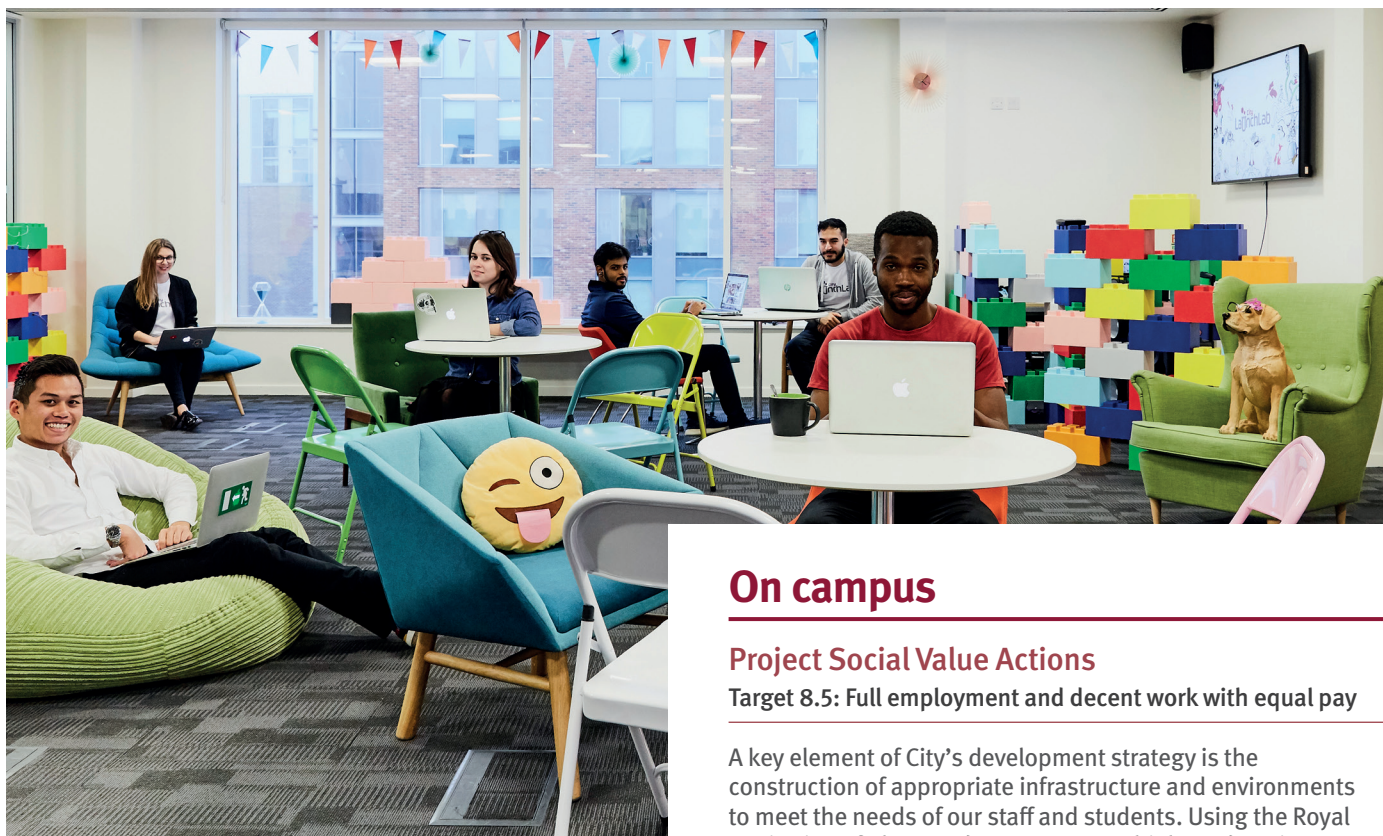 LaunchLab
On campus
Project Social Value Actions
Target 8.5: Full employment and decent work with equal pay
A key element of City’s development strategy is the
construction of appropriate infrastructure and environments
to meet the needs of our staff and students. Using the Royal